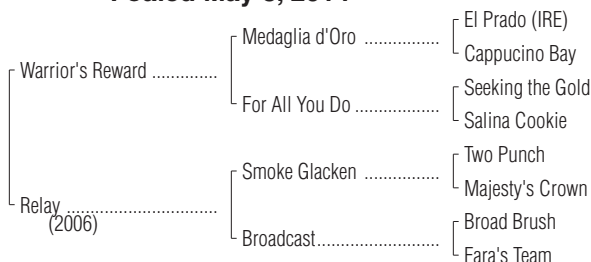 El Prado (IRE)
Medaglia d'Oro ................
Cappucino Bay
Warrior's Reward .............
Seeking the Gold
For All You Do ..................
Salina Cookie
Two Punch
Smoke Glacken ................
Majesty's Crown
Relay ..............................
(2006)
Broad Brush
Broadcast.........................
Fara's Team